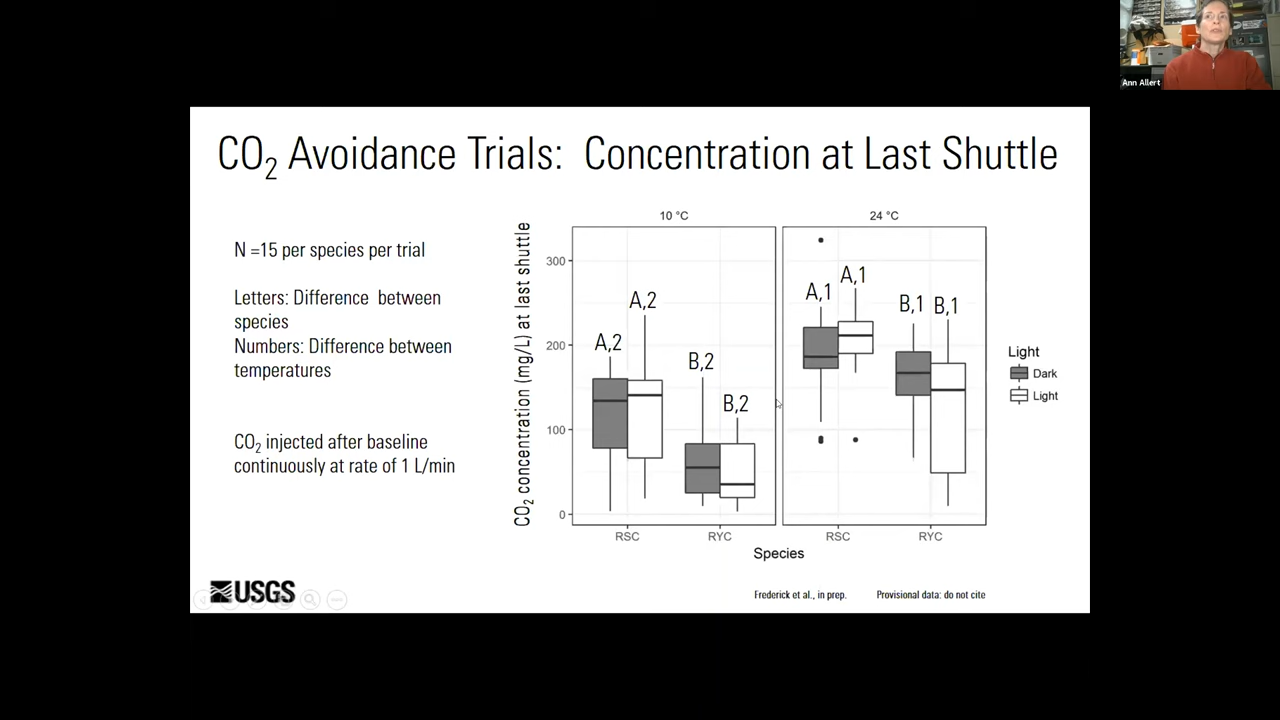 Ann Allert
CO₂ Avoidance Trials: Concentration at Last Shuttle
N =15 per species per trial
Letters: Difference between
species
Numbers: Difference between
temperatures
CO₂ injected after baseline
continuously at rate of 1 L/min
10 °C
24 °C
CO₂ concentration (mg/L) at last shuttle
300
200
100
0
A,2
A,2
B,2
B,2
A,1
A,1
B,1
B,1
RSC
RYC
RSC
RYC
Species
Light
Dark
Light
USGS
Frederick et al., in prep.
Provisional data: do not cite